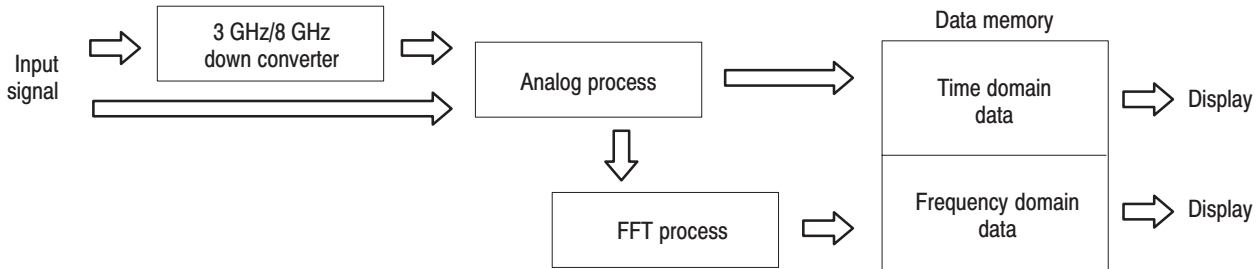 Input
signal
3 GHz/8 GHz
down converter
Analog process
FFT process
Data memory
Time domain
data
Frequency domain
data
Display
Display